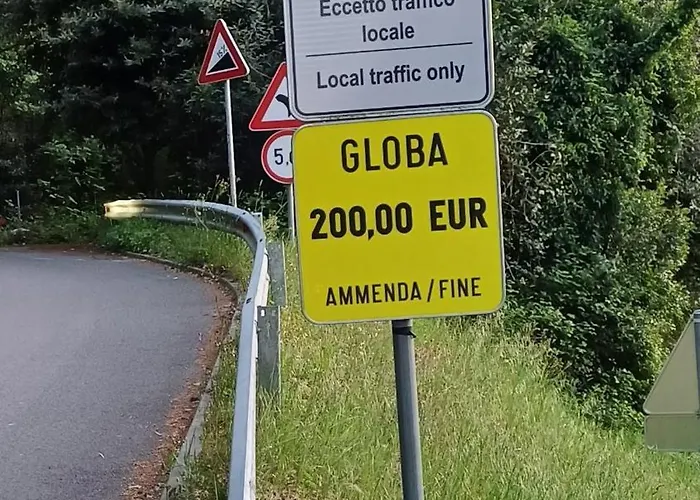 Eccetto traffico
locale
Local traffic only
GLOBA
200,00 EUR
AMMENDA / FINE